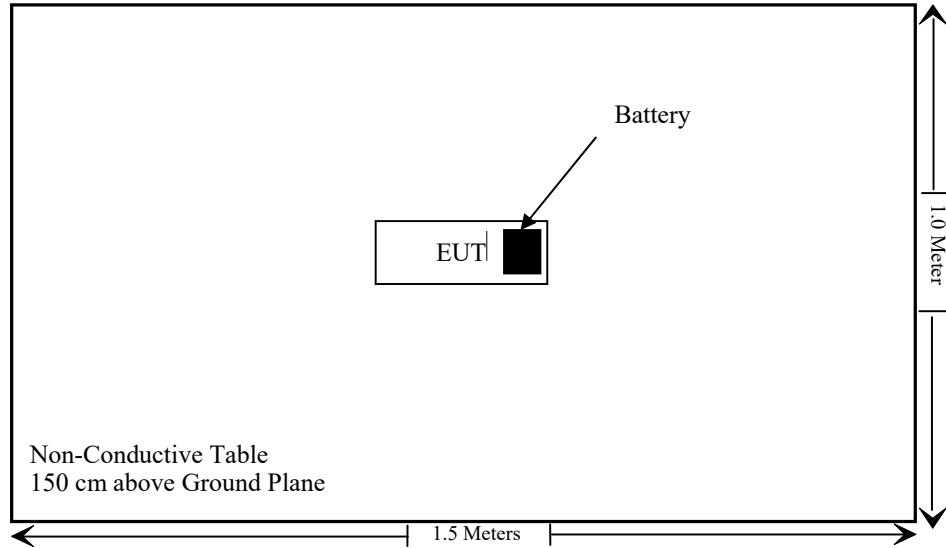 Battery
EUT
1.0 Meter
Non-Conductive Table
150 cm above Ground Plane
1.5 Meters